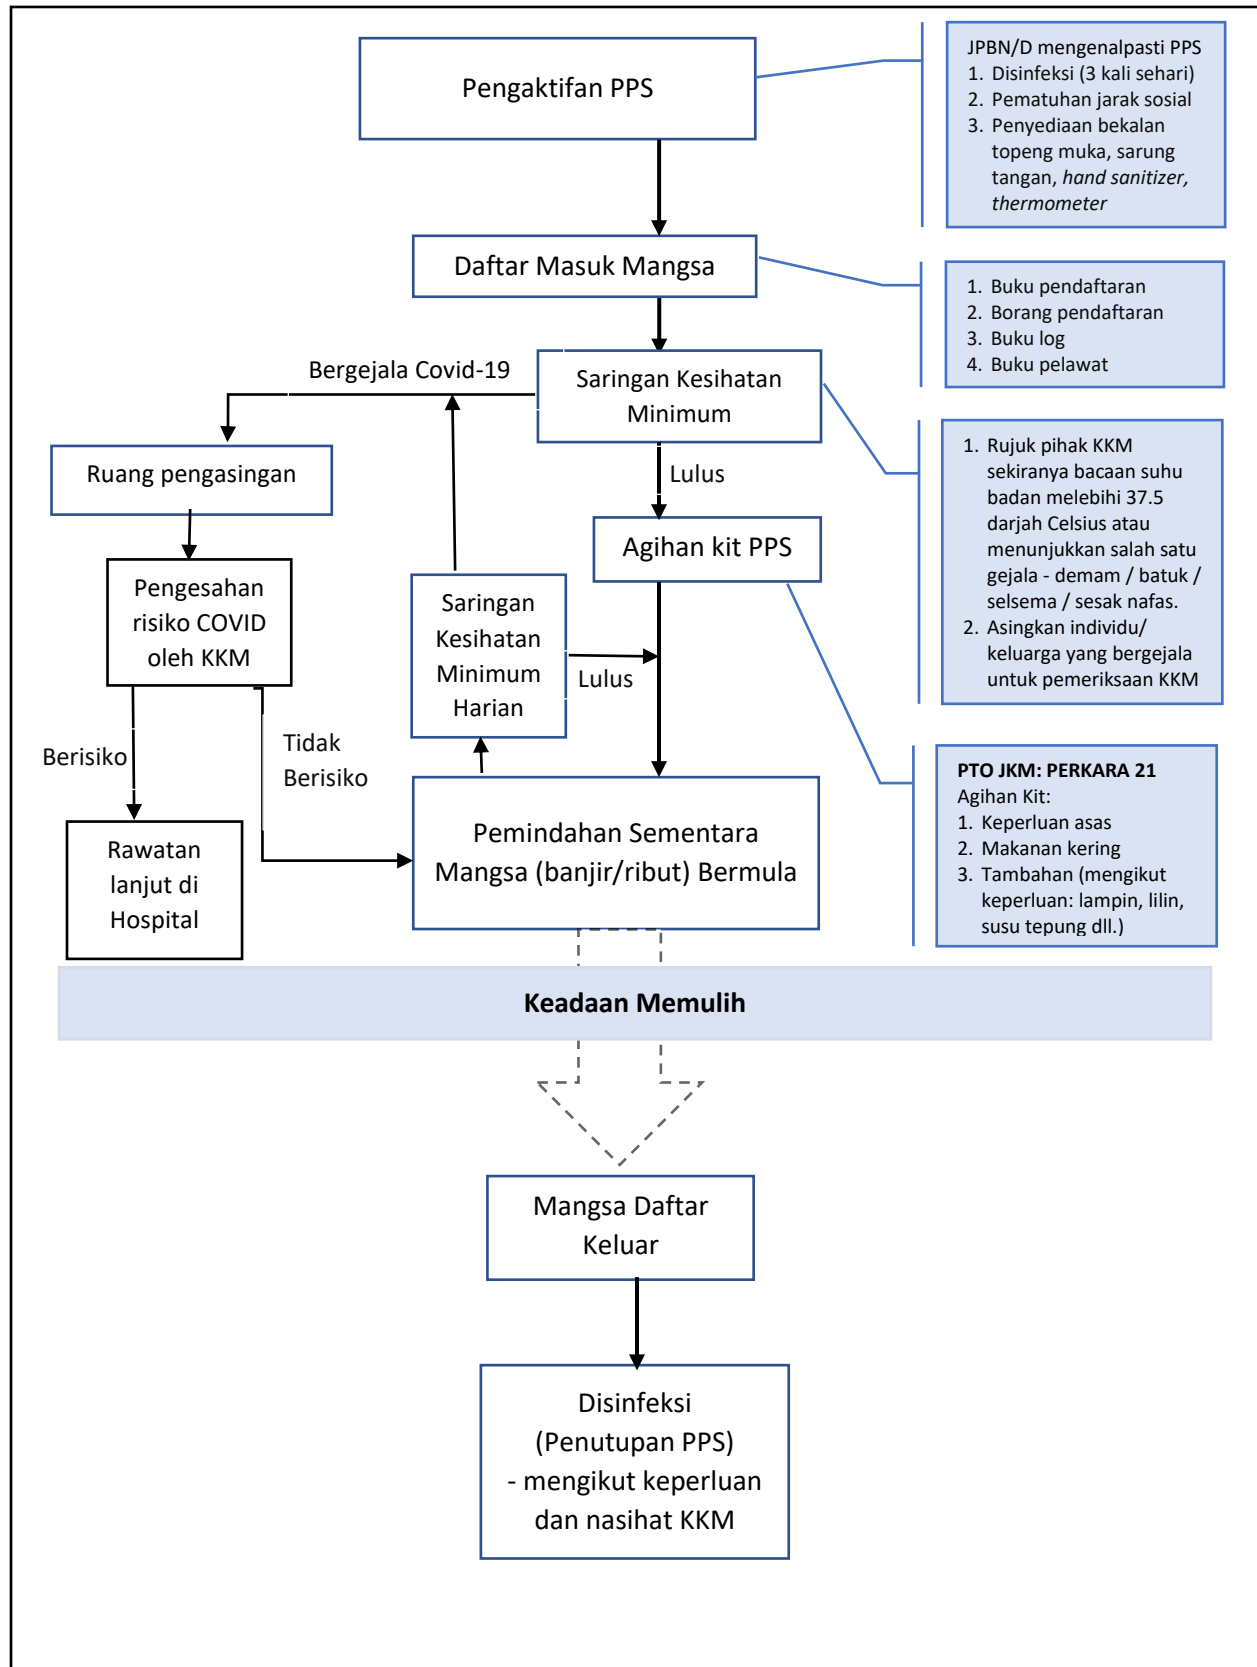 Pengaktifan PPS
JPBN/D mengenalpasti PPS
1. Disinfeksi (3 kali sehari)
2. Pematuhan jarak sosial
3. Penyediaan bekalan
topeng muka, sarung
tangan, hand sanitizer,
thermometer
Daftar Masuk Mangsa
1. Buku pendaftaran
2. Borang pendaftaran
3. Buku log
4. Buku pelawat
Bergejala Covid-19
Saringan Kesihatan
Minimum
Ruang pengasingan
Lulus
1. Rujuk pihak KKM
sekiranya bacaan suhu
badan melebihi 37.5
darjah Celsius atau
menunjukkan salah satu
gejala - demam / batuk /
selsema / sesak nafas.
2. Asingkan individu/
keluarga yang bergejala
untuk pemeriksaan KKM
Agihan kit PPS
Pengesahan
risiko COVID
oleh KKM
Saringan
Kesihatan
Minimum
Harian
Lulus
Berisiko
Tidak
Berisiko
PTO JKM: PERKARA 21
Agihan Kit:
1. Keperluan asas
2. Makanan kering
3. Tambahan (mengikut
keperluan: lampin, lilin,
susu tepung dll.)
Rawatan
lanjut di
Hospital
Pemindahan Sementara
Mangsa (banjir/ribut) Bermula
Keadaan Memulih
Mangsa Daftar
Keluar
Disinfeksi
(Penutupan PPS)
- mengikut keperluan
dan nasihat KKM